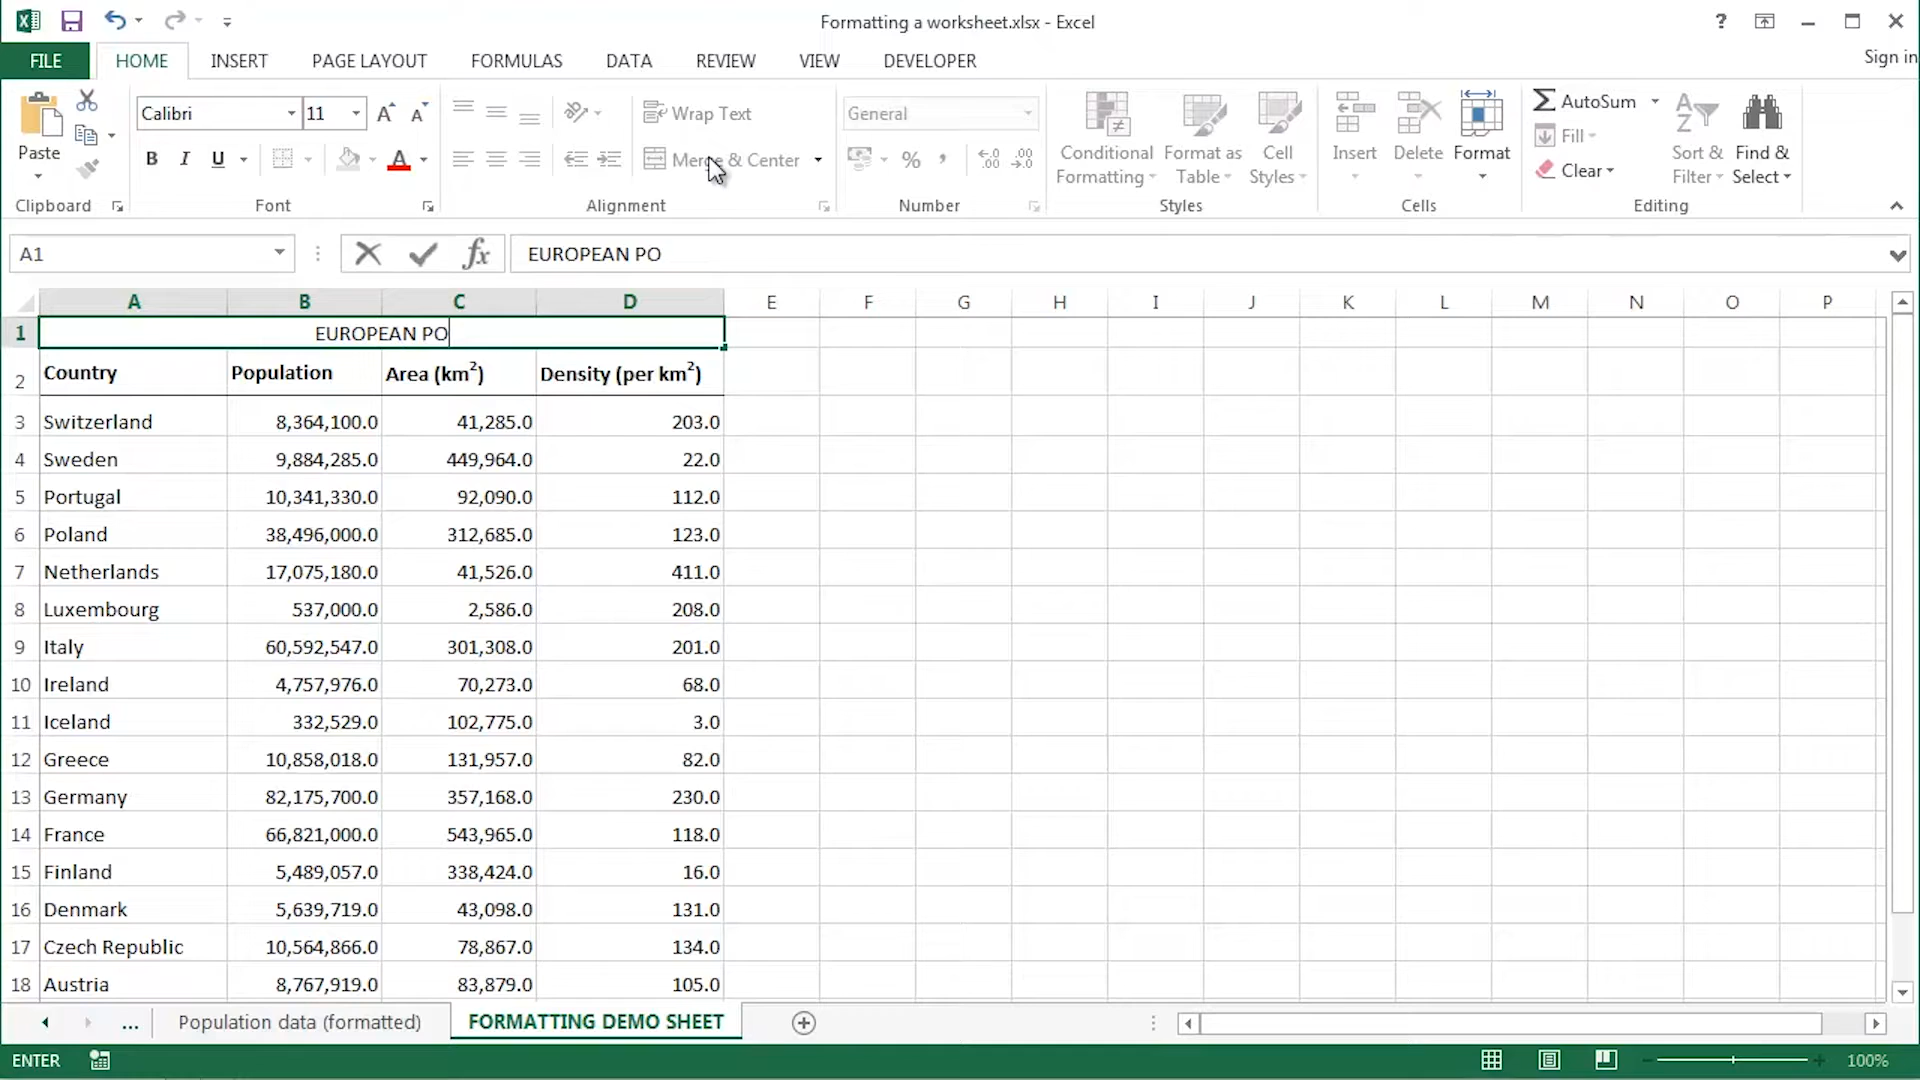 Formatting a worksheet.xlsx - Excel
?
FILE HOME INSERT PAGE LAYOUT FORMULAS DATA REVIEW VIEW DEVELOPER Sign in
Calibri 11 A A Wrap Text General AutoSum
Paste B I U A Merge & Center % , Conditional Formatting Format as Table Cell Styles Insert Delete Format Fill Clear Sort & Filter Find & Select
Clipboard Font Alignment Number Styles Cells Editing
A1 fx EUROPEAN PO
A B C D E F G H I J K L M N O P
1 EUROPEAN PO
2 Country Population Area (km²) Density (per km²)
3 Switzerland 8,364,100.0 41,285.0 203.0
4 Sweden 9,884,285.0 449,964.0 22.0
5 Portugal 10,341,330.0 92,090.0 112.0
6 Poland 38,496,000.0 312,685.0 123.0
7 Netherlands 17,075,180.0 41,526.0 411.0
8 Luxembourg 537,000.0 2,586.0 208.0
9 Italy 60,592,547.0 301,308.0 201.0
10 Ireland 4,757,976.0 70,273.0 68.0
11 Iceland 332,529.0 102,775.0 3.0
12 Greece 10,858,018.0 131,957.0 82.0
13 Germany 82,175,700.0 357,168.0 230.0
14 France 66,821,000.0 543,965.0 118.0
15 Finland 5,489,057.0 338,424.0 16.0
16 Denmark 5,639,719.0 43,098.0 131.0
17 Czech Republic 10,564,866.0 78,867.0 134.0
18 Austria 8,767,919.0 83,879.0 105.0
... Population data (formatted) FORMATTING DEMO SHEET
ENTER 100%